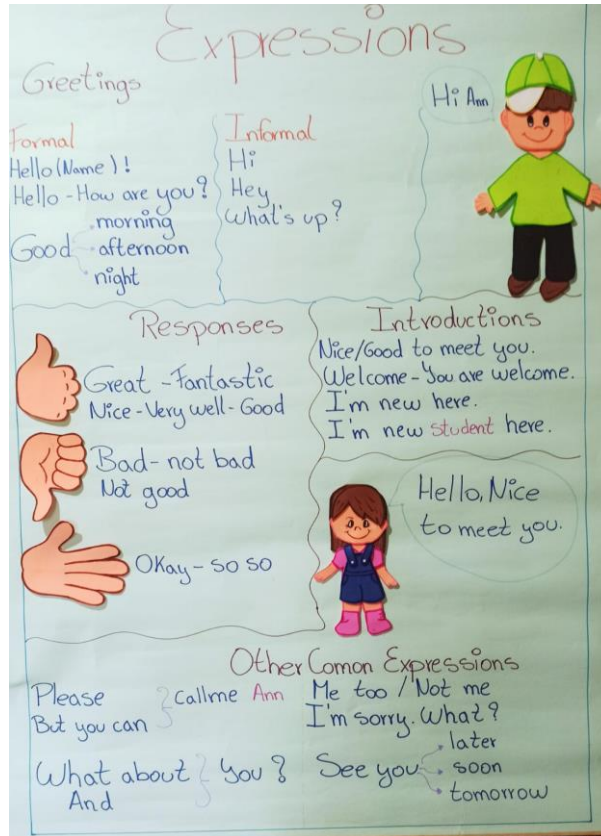 Expressions
Greetings
Formal
Hello (Name)!
Hello - How are you?
Good
morning
afternoon
night
Informal
Hi
Hey
What's up?
Hi Ann
Responses
Great - Fantastic
Nice - Very well - Good
Bad - not bad
Not good
Okay - so so
Introductions
Nice/Good to meet you.
Welcome - You are welcome.
I'm new here.
I'm new student here.
Hello, Nice
to meet you.
Other Comon Expressions
Please
But you can
call me Ann
What about
And
You?
Me too / Not me
I'm sorry. What?
See you
later
soon
tomorrow